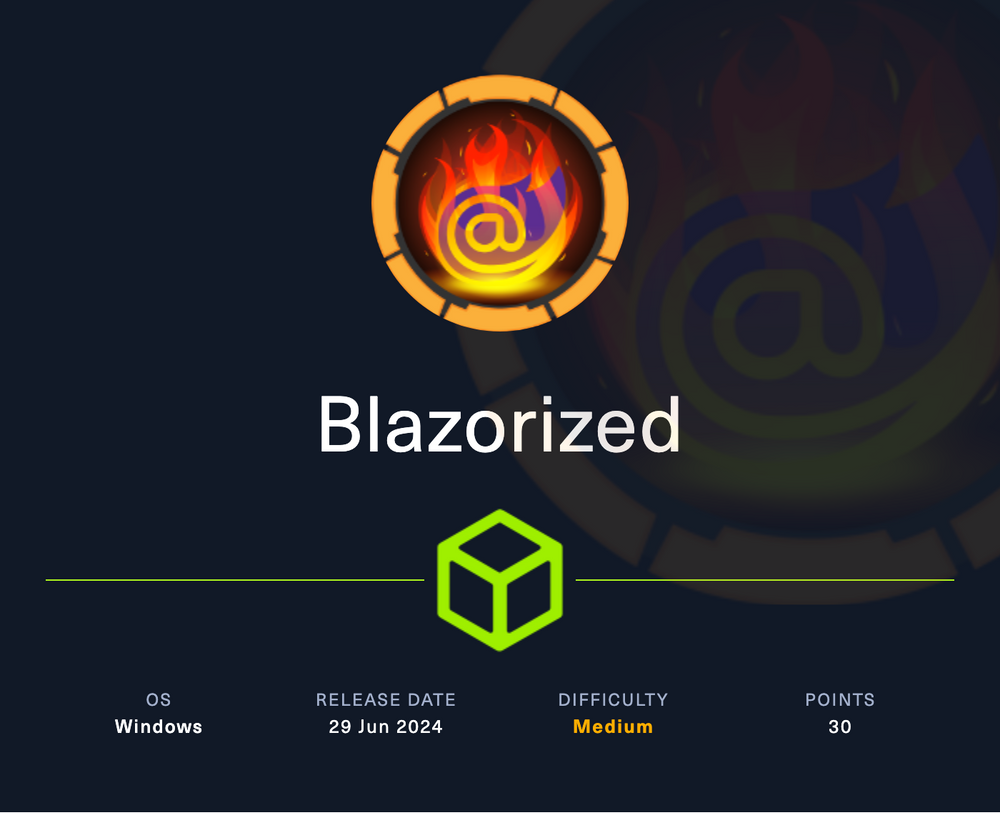 @
Blazorized
OS
Windows
RELEASE DATE
29 Jun 2024
DIFFICULTY
Medium
POINTS
30